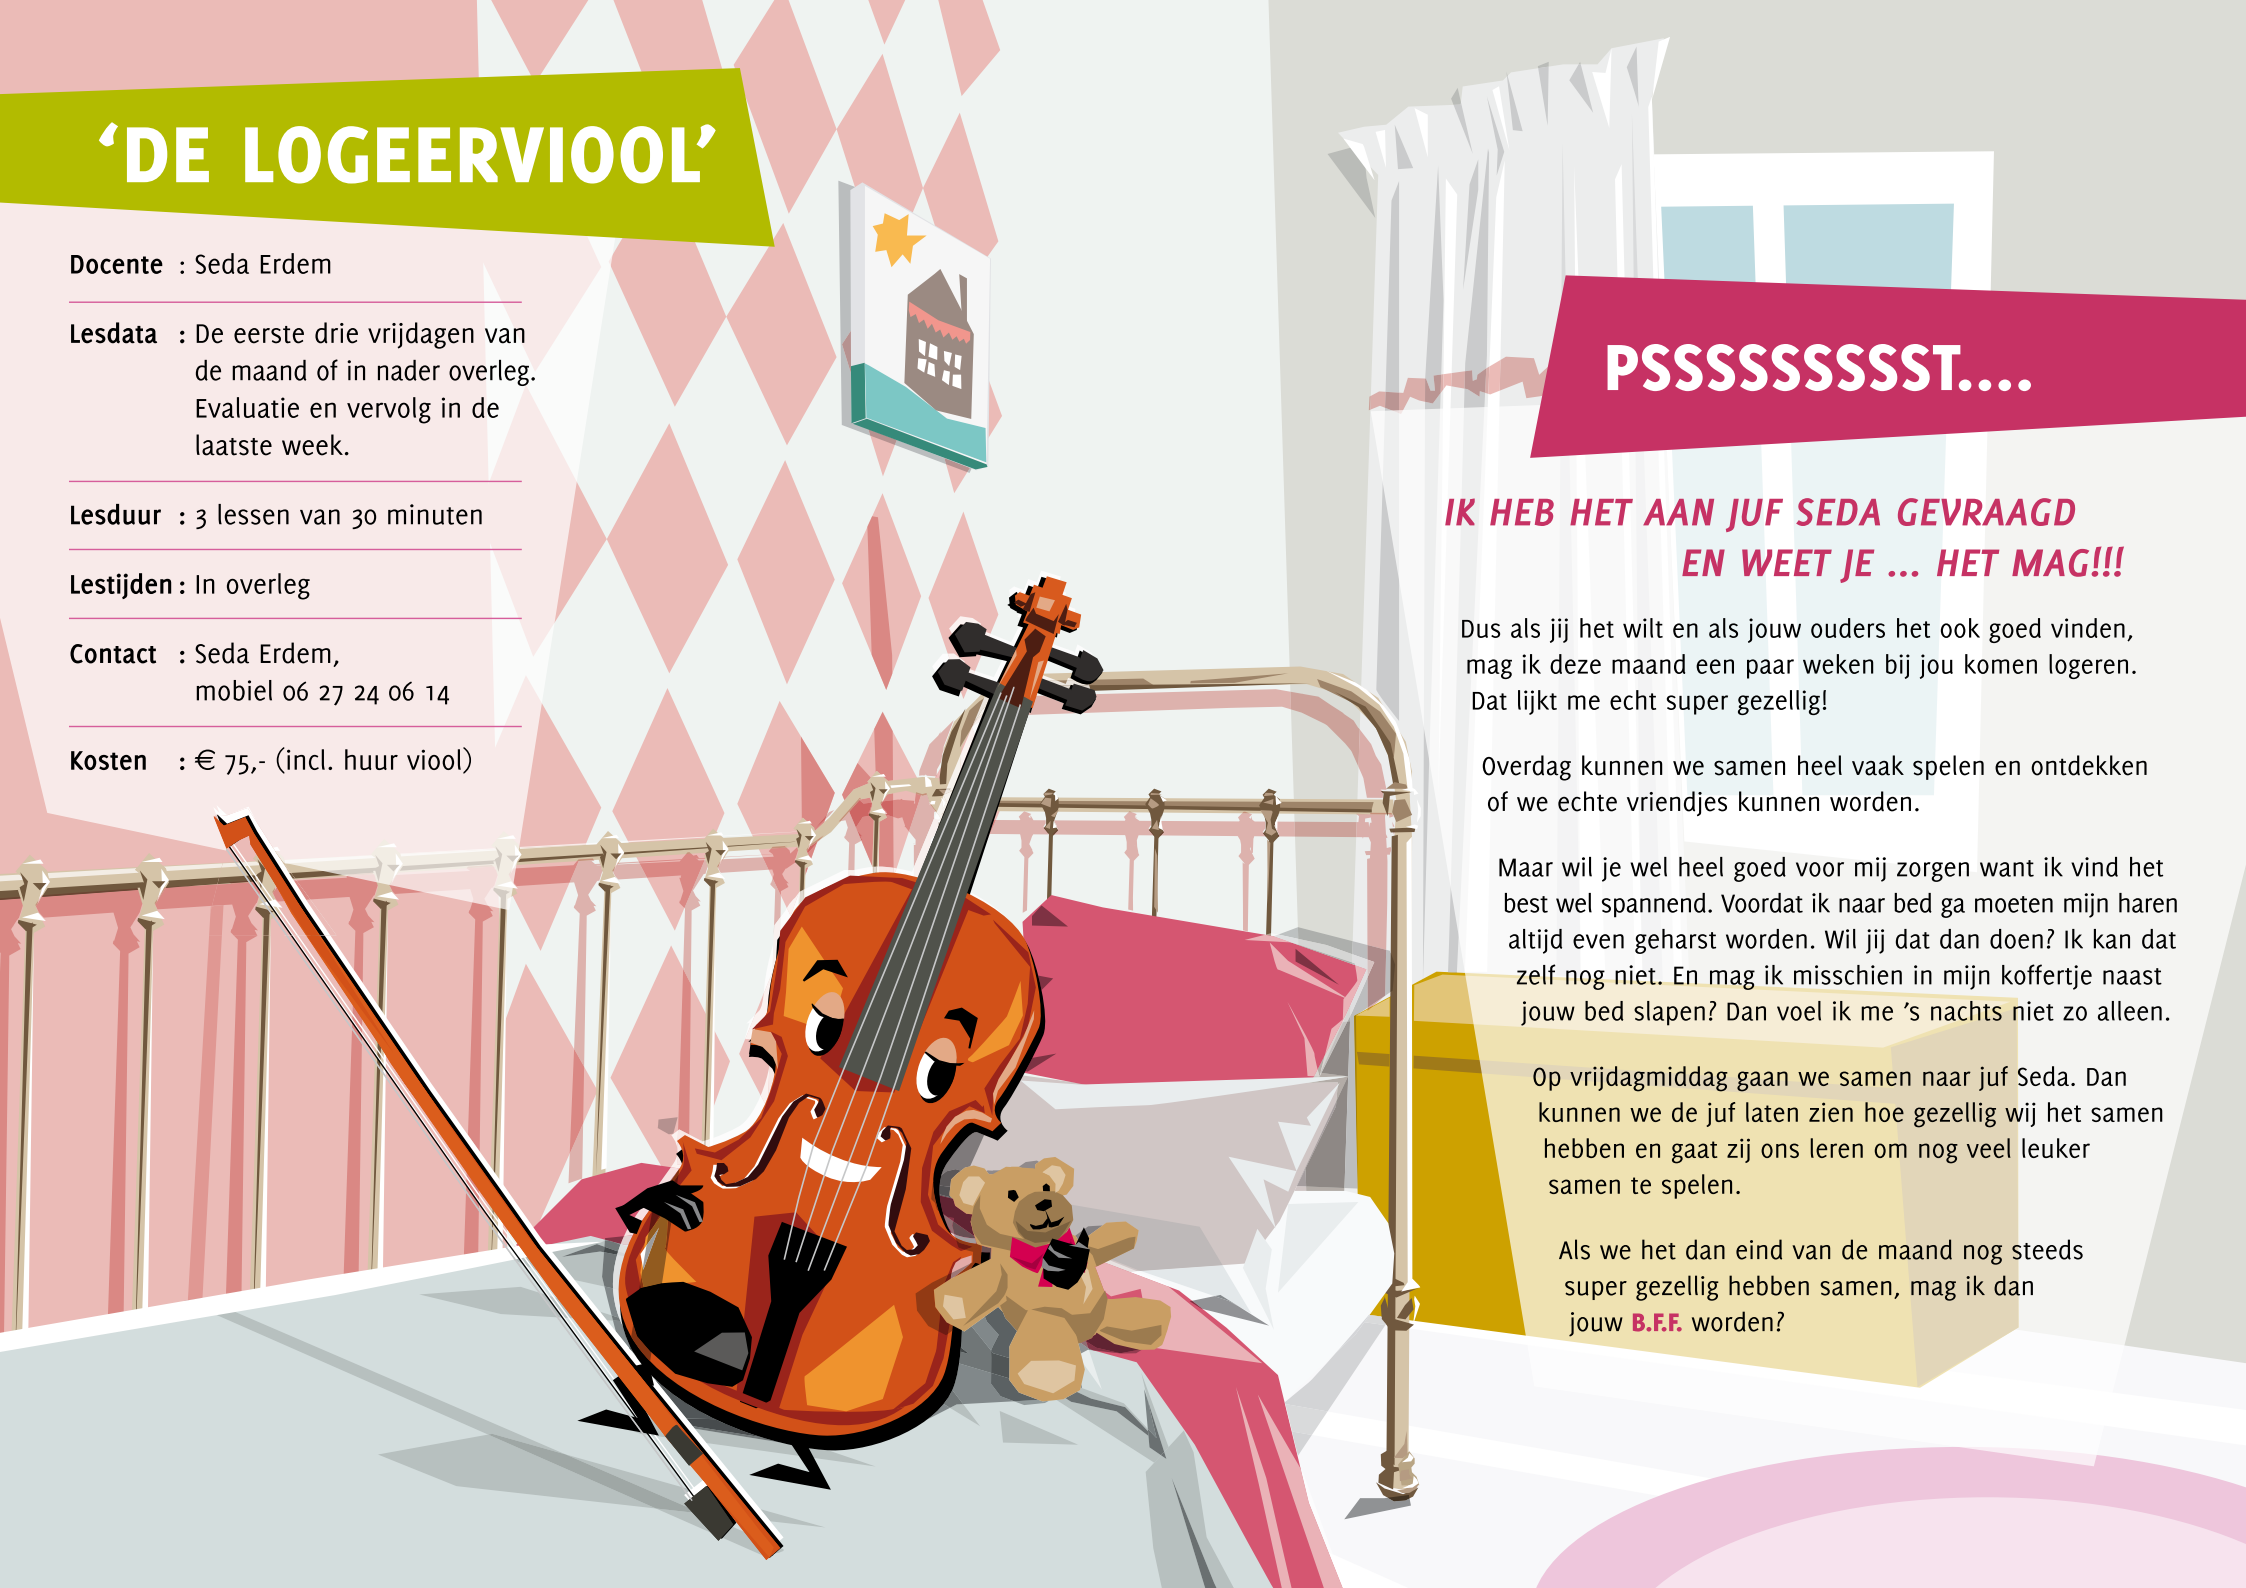 ‘DE LOGEERVIOOL’
Docente : Seda Erdem
Lesdata : De eerste drie vrijdagen van
de maand of in nader overleg.
Evaluatie en vervolg in de
laatste week.
Lesduur : 3 lessen van 30 minuten
Lestijden : In overleg
Contact : Seda Erdem,
mobiel 06 27 24 06 14
Kosten : € 75,- (incl. huur viool)
PSSSSSSSSSST....
IK HEB HET AAN JUF SEDA GEVRAAGD
EN WEET JE ... HET MAG!!!
Dus als jij het wilt en als jouw ouders het ook goed vinden,
mag ik deze maand een paar weken bij jou komen logeren.
Dat lijkt me echt super gezellig!
Overdag kunnen we samen heel vaak spelen en ontdekken
of we echte vriendjes kunnen worden.
Maar wil je wel heel goed voor mij zorgen want ik vind het
best wel spannend. Voordat ik naar bed ga moeten mijn haren
altijd even geharst worden. Wil jij dat dan doen? Ik kan dat
zelf nog niet. En mag ik misschien in mijn koffertje naast
jouw bed slapen? Dan voel ik me ’s nachts niet zo alleen.
Op vrijdagmiddag gaan we samen naar juf Seda. Dan
kunnen we de juf laten zien hoe gezellig wij het samen
hebben en gaat zij ons leren om nog veel leuker
samen te spelen.
Als we het dan eind van de maand nog steeds
super gezellig hebben samen, mag ik dan
jouw B.F.F. worden?